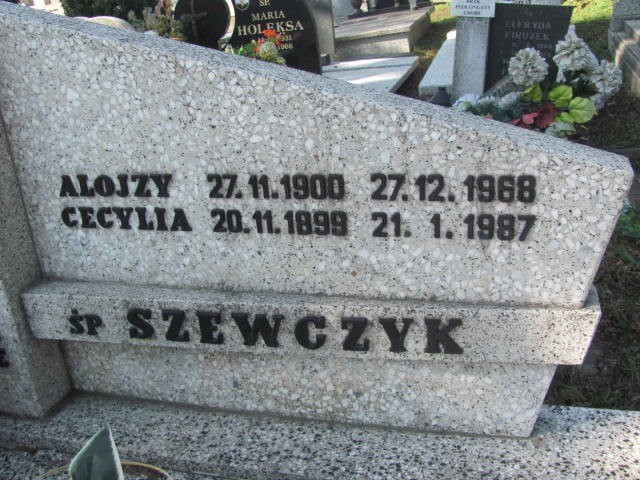 ŚP.
MARIA
HOLEKSA
ELFRYDA
FIRUZEK
BRAK
ALOJZY 27.11.1900 27.12.1968
CECYLIA 20.11.1899 21. 1.1987
ŚP SZEWCZYK